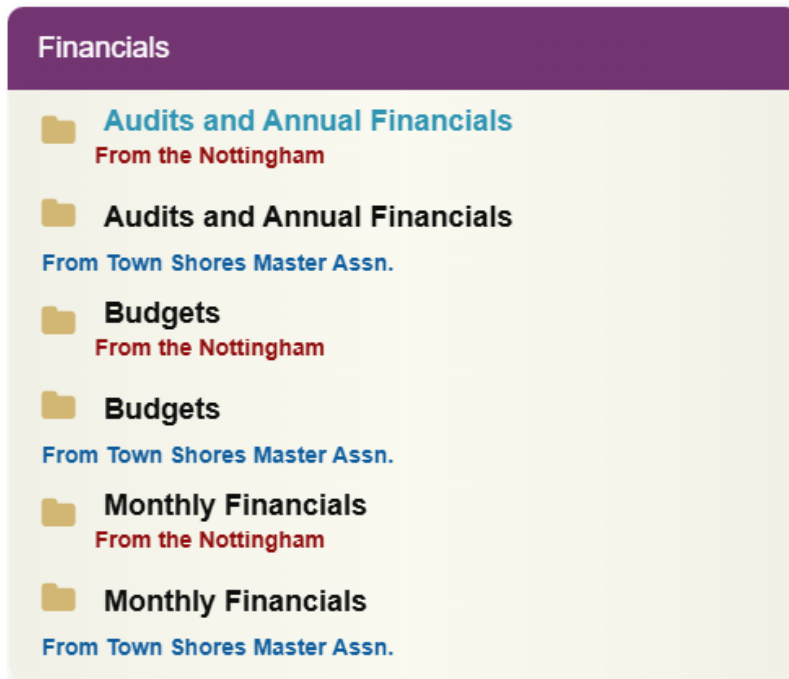 Financials
Audits and Annual Financials
From the Nottingham
Audits and Annual Financials
From Town Shores Master Assn.
Budgets
From the Nottingham
Budgets
From Town Shores Master Assn.
Monthly Financials
From the Nottingham
Monthly Financials
From Town Shores Master Assn.